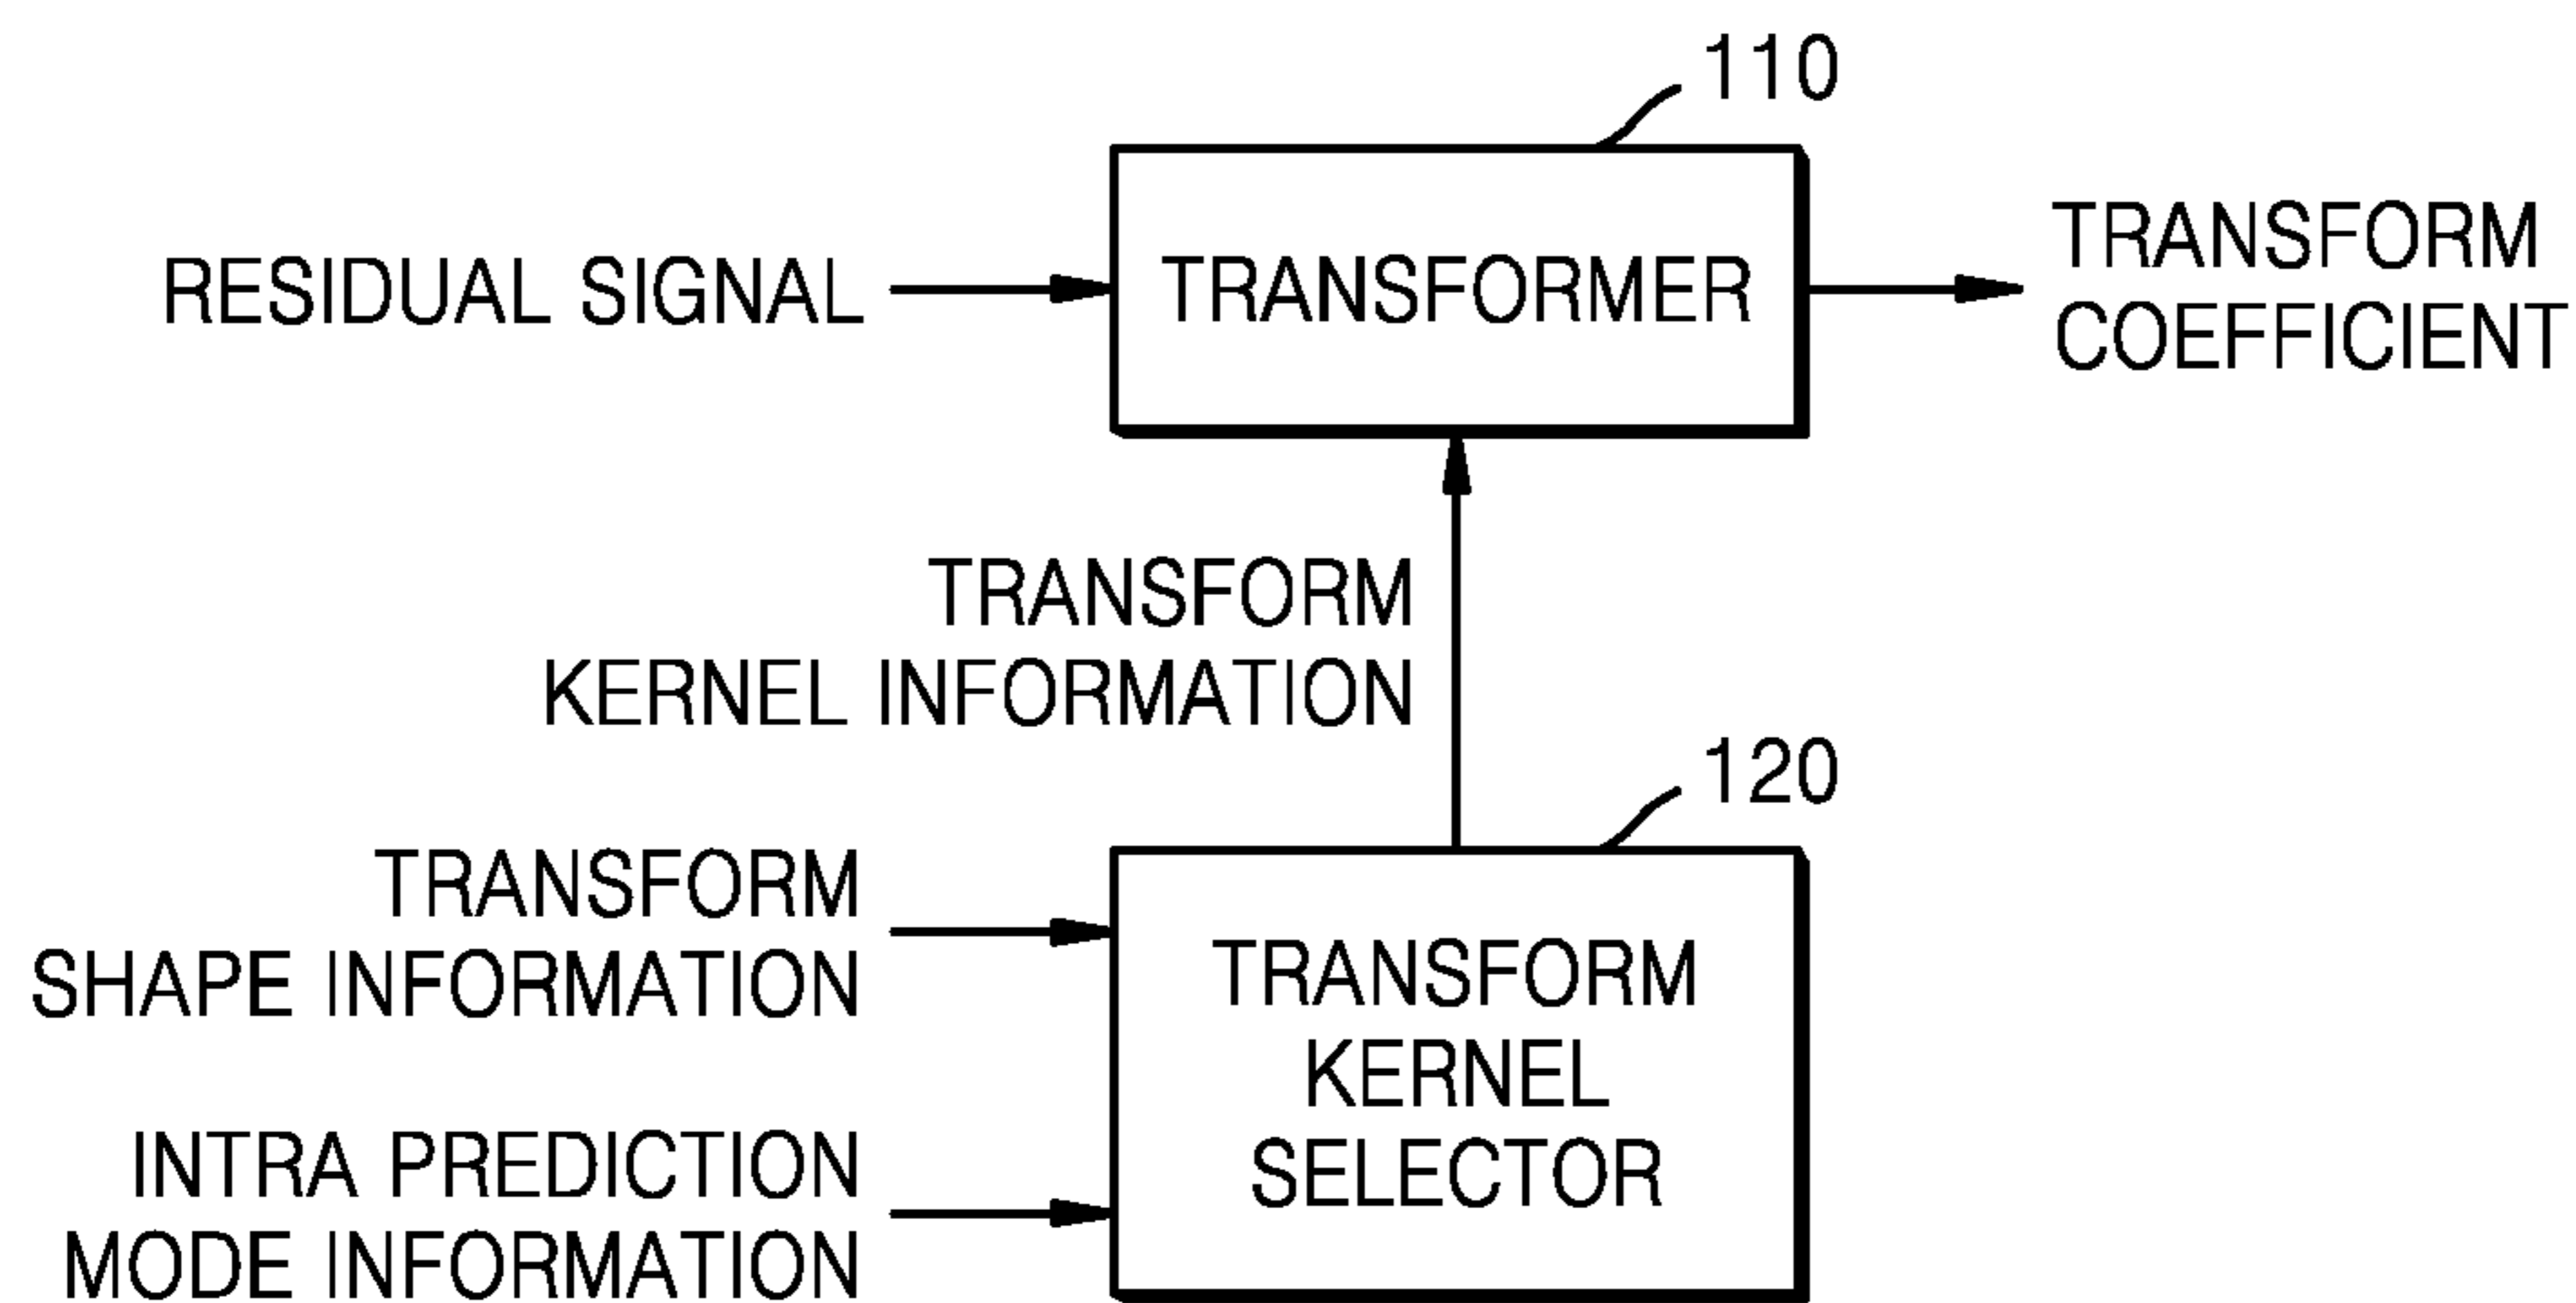 110
RESIDUAL SIGNAL
TRANSFORMER
TRANSFORM
COEFFICIENT
TRANSFORM
KERNEL INFORMATION
120
TRANSFORM
SHAPE INFORMATION
INTRA PREDICTION
MODE INFORMATION
TRANSFORM
KERNEL
SELECTOR